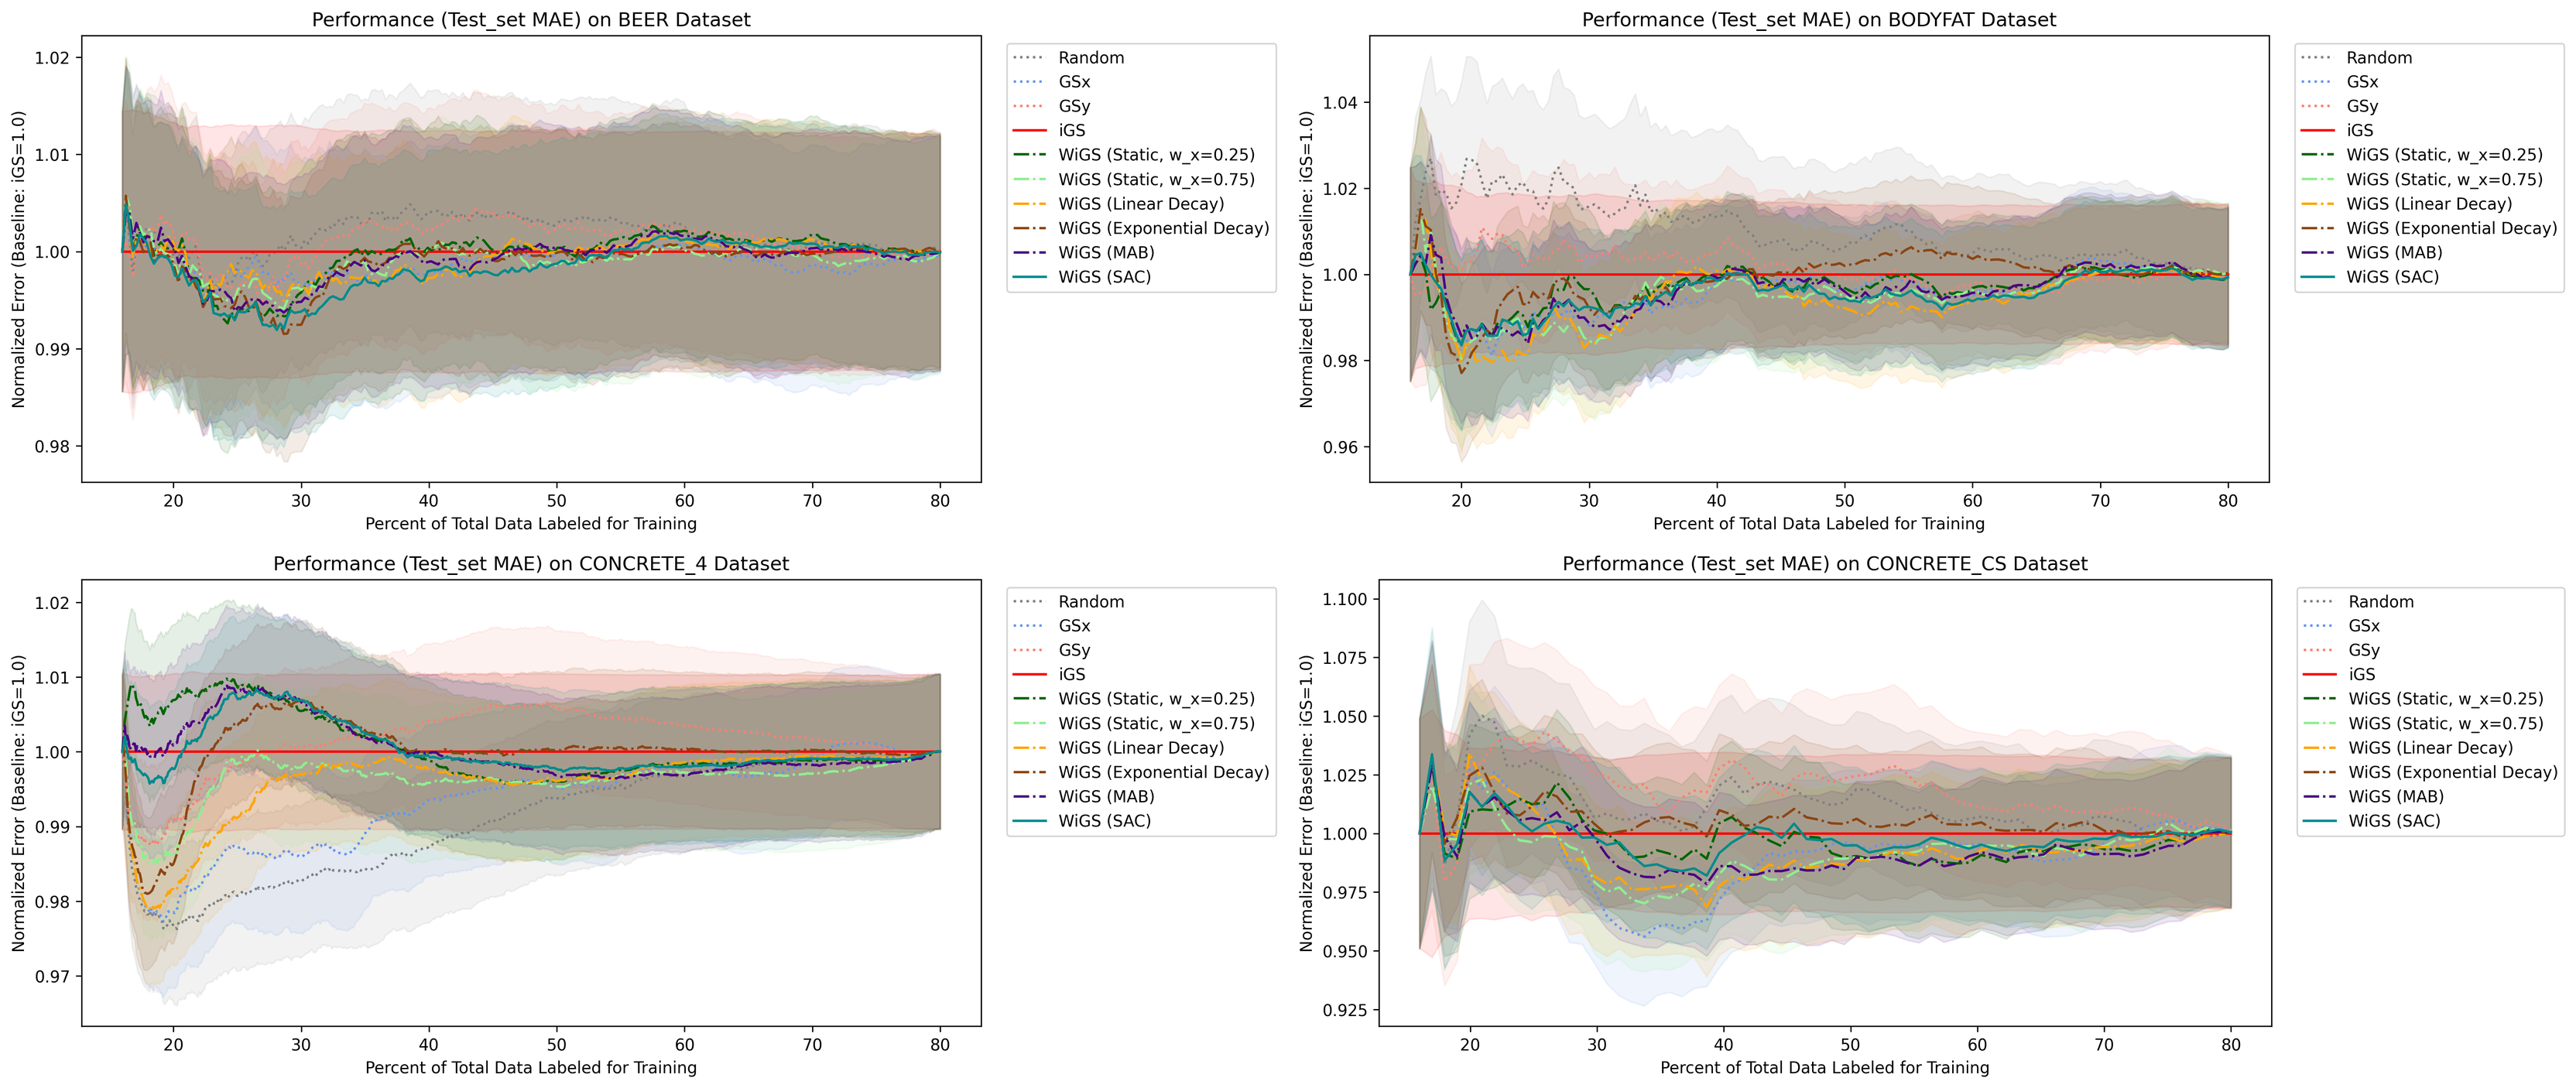 Performance (Test_set MAE) on BEER Dataset
Normalized Error (Baseline: iGS=1.0)
1.02
1.01
1.00
0.99
0.98
20 30 40 50 60 70 80
Percent of Total Data Labeled for Training
Random
GSx
GSy
iGS
WiGS (Static, w_x=0.25)
WiGS (Static, w_x=0.75)
WiGS (Linear Decay)
WiGS (Exponential Decay)
WiGS (MAB)
WiGS (SAC)
Performance (Test_set MAE) on BODYFAT Dataset
Normalized Error (Baseline: iGS=1.0)
1.04
1.02
1.00
0.98
0.96
20 30 40 50 60 70 80
Percent of Total Data Labeled for Training
Random
GSx
GSy
iGS
WiGS (Static, w_x=0.25)
WiGS (Static, w_x=0.75)
WiGS (Linear Decay)
WiGS (Exponential Decay)
WiGS (MAB)
WiGS (SAC)
Performance (Test_set MAE) on CONCRETE_4 Dataset
Normalized Error (Baseline: iGS=1.0)
1.02
1.01
1.00
0.99
0.98
0.97
20 30 40 50 60 70 80
Percent of Total Data Labeled for Training
Random
GSx
GSy
iGS
WiGS (Static, w_x=0.25)
WiGS (Static, w_x=0.75)
WiGS (Linear Decay)
WiGS (Exponential Decay)
WiGS (MAB)
WiGS (SAC)
Performance (Test_set MAE) on CONCRETE_CS Dataset
Normalized Error (Baseline: iGS=1.0)
1.100
1.075
1.050
1.025
1.000
0.975
0.950
0.925
20 30 40 50 60 70 80
Percent of Total Data Labeled for Training
Random
GSx
GSy
iGS
WiGS (Static, w_x=0.25)
WiGS (Static, w_x=0.75)
WiGS (Linear Decay)
WiGS (Exponential Decay)
WiGS (MAB)
WiGS (SAC)